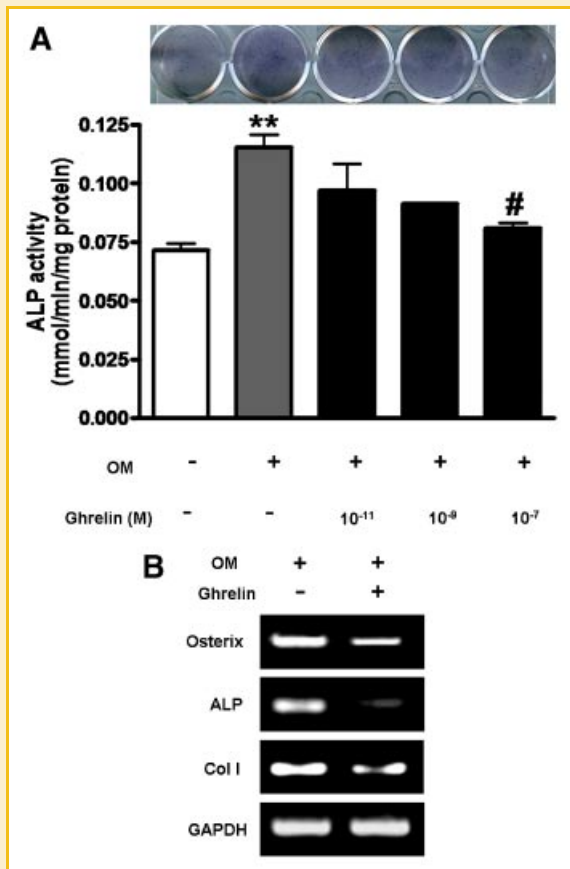 A
ALP activity
(mmol/min/mg protein)
0.125
0.100
0.075
0.050
0.025
0.000
**
#
OM - + + + +
Ghrelin (M) - - 10⁻¹¹ 10⁻⁹ 10⁻⁷
B
OM + +
Ghrelin - +
Osterix
ALP
Col I
GAPDH